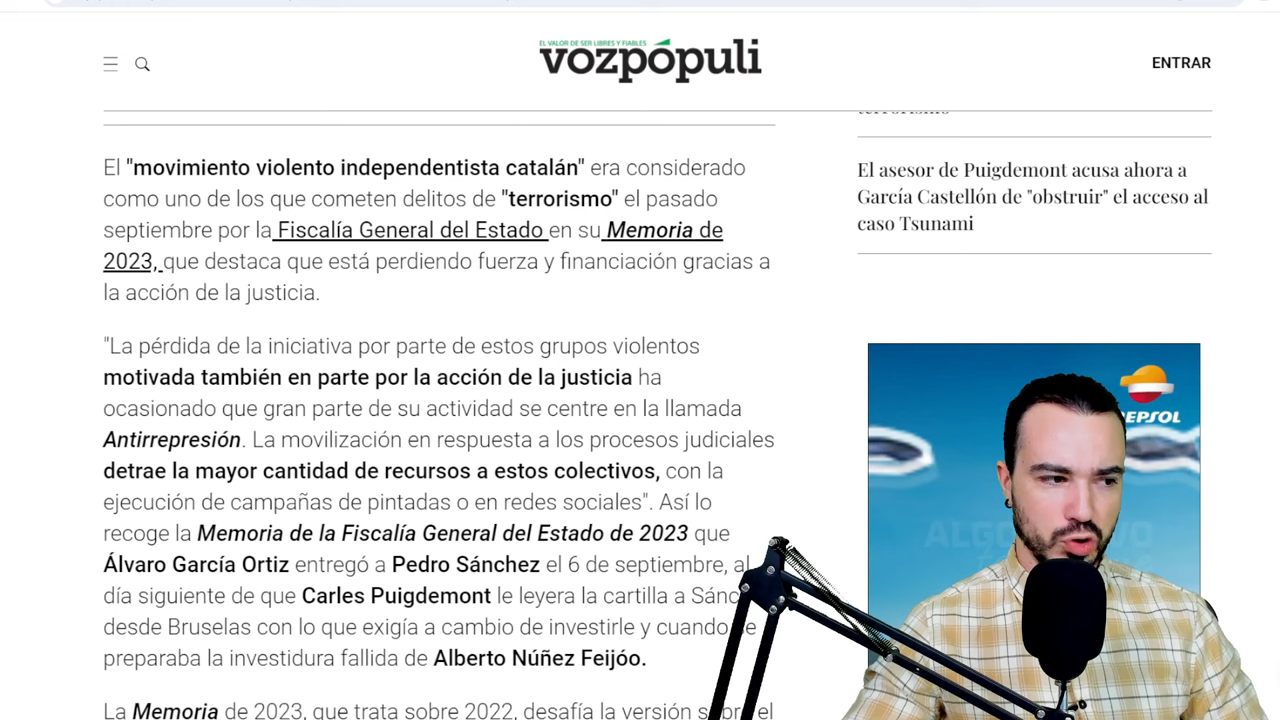 EL VALOR DE SER LIBRES Y FIABLES
vozpópuli
ENTRAR
El "movimiento violento independentista catalán" era considerado
como uno de los que cometen delitos de "terrorismo" el pasado
septiembre por la Fiscalía General del Estado en su Memoria de
2023, que destaca que está perdiendo fuerza y financiación gracias a
la acción de la justicia.
"La pérdida de la iniciativa por parte de estos grupos violentos
motivada también en parte por la acción de la justicia ha
ocasionado que gran parte de su actividad se centre en la llamada
Antirrepresión. La movilización en respuesta a los procesos judiciales
detrae la mayor cantidad de recursos a estos colectivos, con la
ejecución de campañas de pintadas o en redes sociales". Así lo
recoge la Memoria de la Fiscalía General del Estado de 2023 que
Álvaro García Ortiz entregó a Pedro Sánchez el 6 de septiembre, al
día siguiente de que Carles Puigdemont le leyera la cartilla a Sánc
desde Bruselas con lo que exigía a cambio de investirle y cuando se
preparaba la investidura fallida de Alberto Núñez Feijóo.
La Memoria de 2023, que trata sobre 2022, desafía la versión sobre el
terrorismo
El asesor de Puigdemont acusa ahora a
García Castellón de "obstruir" el acceso al
caso Tsunami
EPSOL